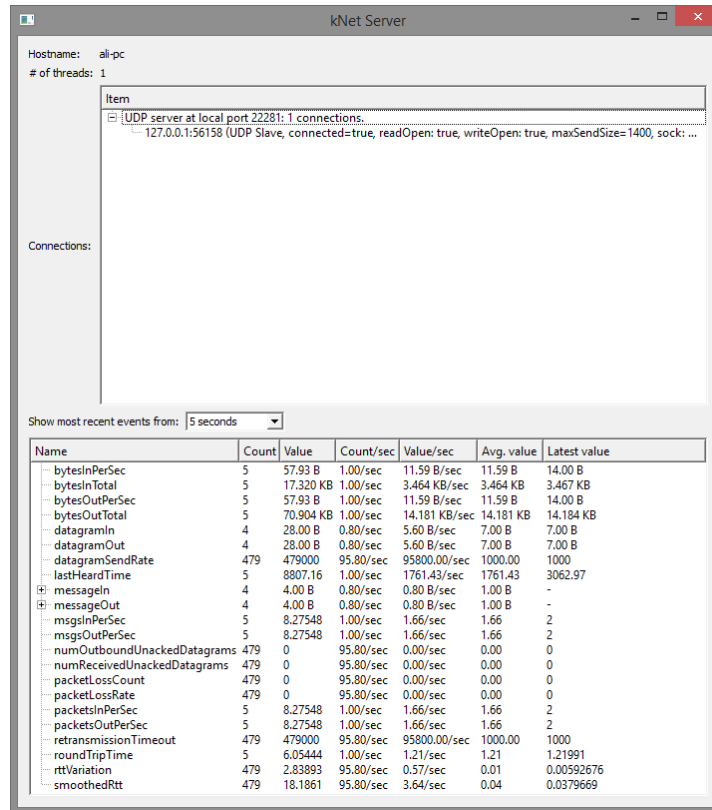 kNet Server
Hostname: ali-pc
# of threads: 1
Item
UDP server at local port 22281: 1 connections.
127.0.0.1:56158 (UDP Slave, connected=true, readOpen: true, writeOpen: true, maxSendSize=1400, sock: ...
Connections:
Show most recent events from: 5 seconds
Name Count Value Count/sec Value/sec Avg. value Latest value
bytesInPerSec 5 57.93 B 1.00/sec 11.59 B/sec 11.59 B 14.00 B
bytesInTotal 5 17.320 KB 1.00/sec 3.464 KB/sec 3.464 KB 3.467 KB
bytesOutPerSec 5 57.93 B 1.00/sec 11.59 B/sec 11.59 B 14.00 B
bytesOutTotal 5 70.904 KB 1.00/sec 14.181 KB/sec 14.181 KB 14.184 KB
datagramIn 4 28.00 B 0.80/sec 5.60 B/sec 7.00 B 7.00 B
datagramOut 4 28.00 B 0.80/sec 5.60 B/sec 7.00 B 7.00 B
datagramSendRate 479 479000 95.80/sec 95800.00/sec 1000.00 1000
lastHeardTime 5 8807.16 1.00/sec 1761.43/sec 1761.43 3062.97
messageIn 4 4.00 B 0.80/sec 0.80 B/sec 1.00 B -
messageOut 4 4.00 B 0.80/sec 0.80 B/sec 1.00 B -
msgsInPerSec 5 8.27548 1.00/sec 1.66/sec 1.66 2
msgsOutPerSec 5 8.27548 1.00/sec 1.66/sec 1.66 2
numOutboundUnackedDatagrams 479 0 95.80/sec 0.00/sec 0.00 0
numReceivedUnackedDatagrams 479 0 95.80/sec 0.00/sec 0.00 0
packetLossCount 479 0 95.80/sec 0.00/sec 0.00 0
packetLossRate 479 0 95.80/sec 0.00/sec 0.00 0
packetsInPerSec 5 8.27548 1.00/sec 1.66/sec 1.66 2
packetsOutPerSec 5 8.27548 1.00/sec 1.66/sec 1.66 2
retransmissionTimeout 479 479000 95.80/sec 95800.00/sec 1000.00 1000
roundTripTime 5 6.05444 1.00/sec 1.21/sec 1.21 1.21991
rttVariation 479 2.83893 95.80/sec 0.57/sec 0.01 0.00592676
smoothedRtt 479 18.1861 95.80/sec 3.64/sec 0.04 0.0379669